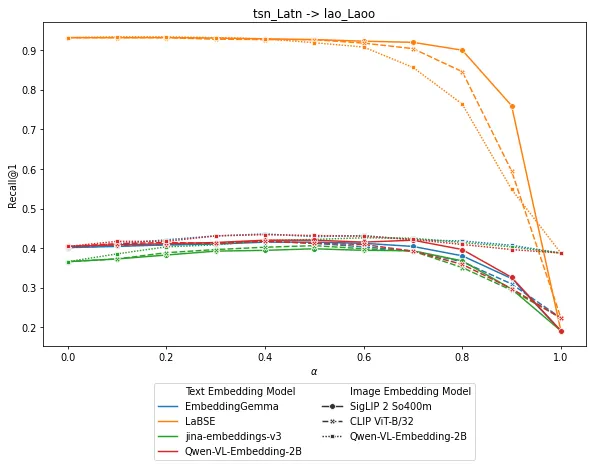 tsn_Latn -> lao_Laoo
Recall@1
0.9
0.8
0.7
0.6
0.5
0.4
0.3
0.2
0.0 0.2 0.4 0.6 0.8 1.0
α
Text Embedding Model Image Embedding Model
EmbeddingGemma SigLIP 2 So400m
LaBSE CLIP ViT-B/32
jina-embeddings-v3 Qwen-VL-Embedding-2B
Qwen-VL-Embedding-2B